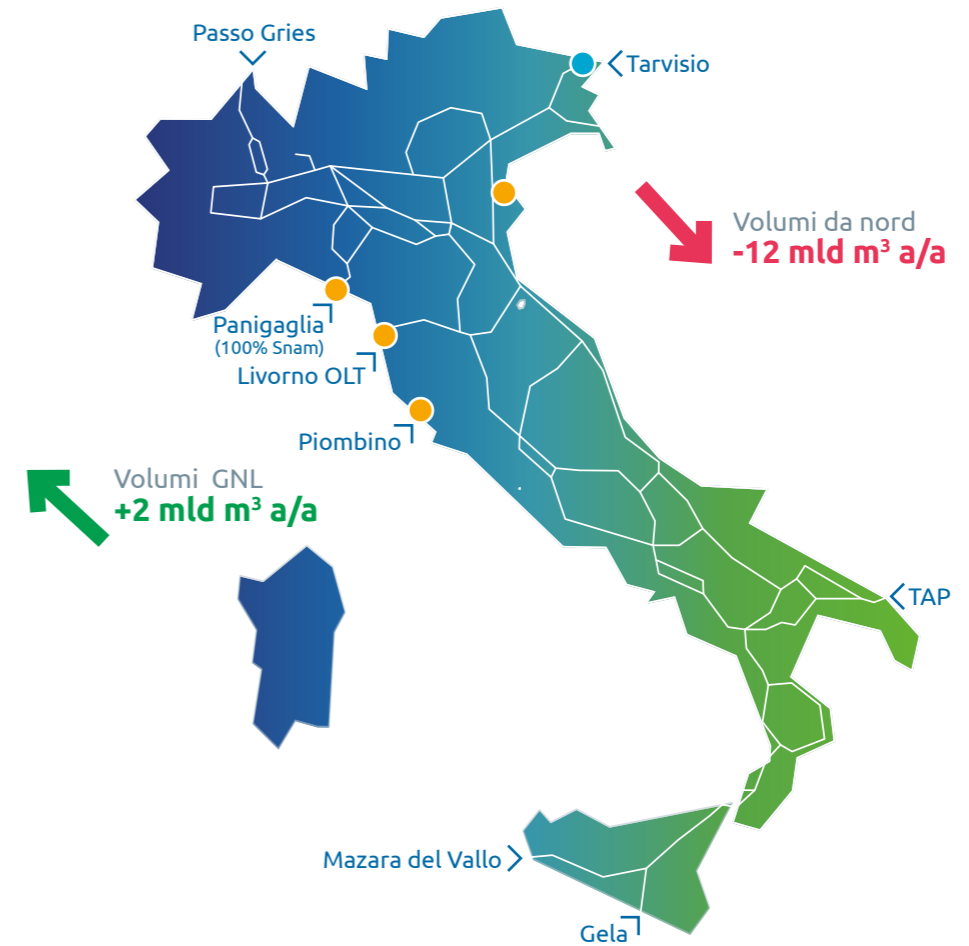 Passo Gries
Tarvisio
Volumi da nord
-12 mld m³ a/a
Panigaglia
(100% Snam)
Livorno OLT
Piombino
Volumi GNL
+2 mld m³ a/a
TAP
Mazara del Vallo
Gela